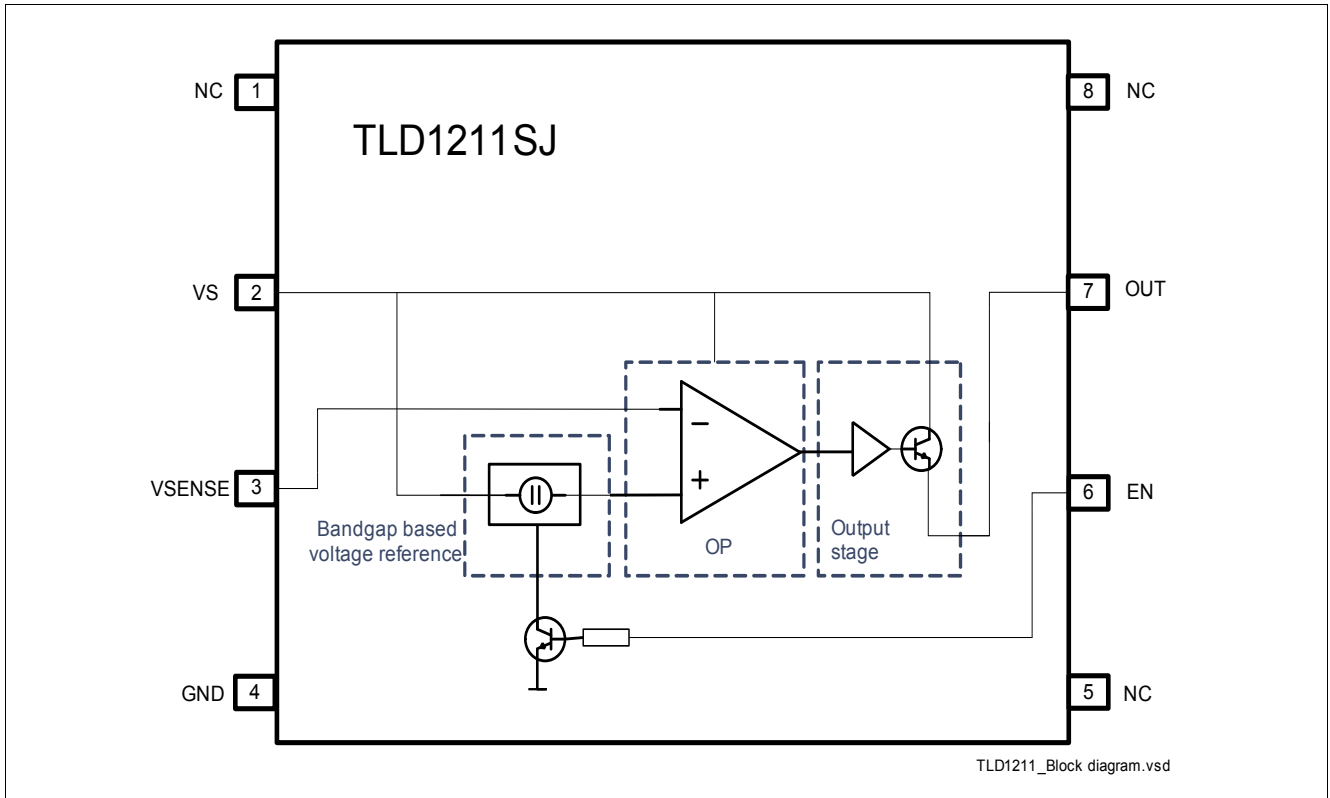 NC 1
8 NC
TLD1211SJ
VS 2
7 OUT
−
VSENSE 3
+
6 EN
Bandgap based
voltage reference
OP
Output
stage
GND 4
5 NC
TLD1211_Block diagram.vsd